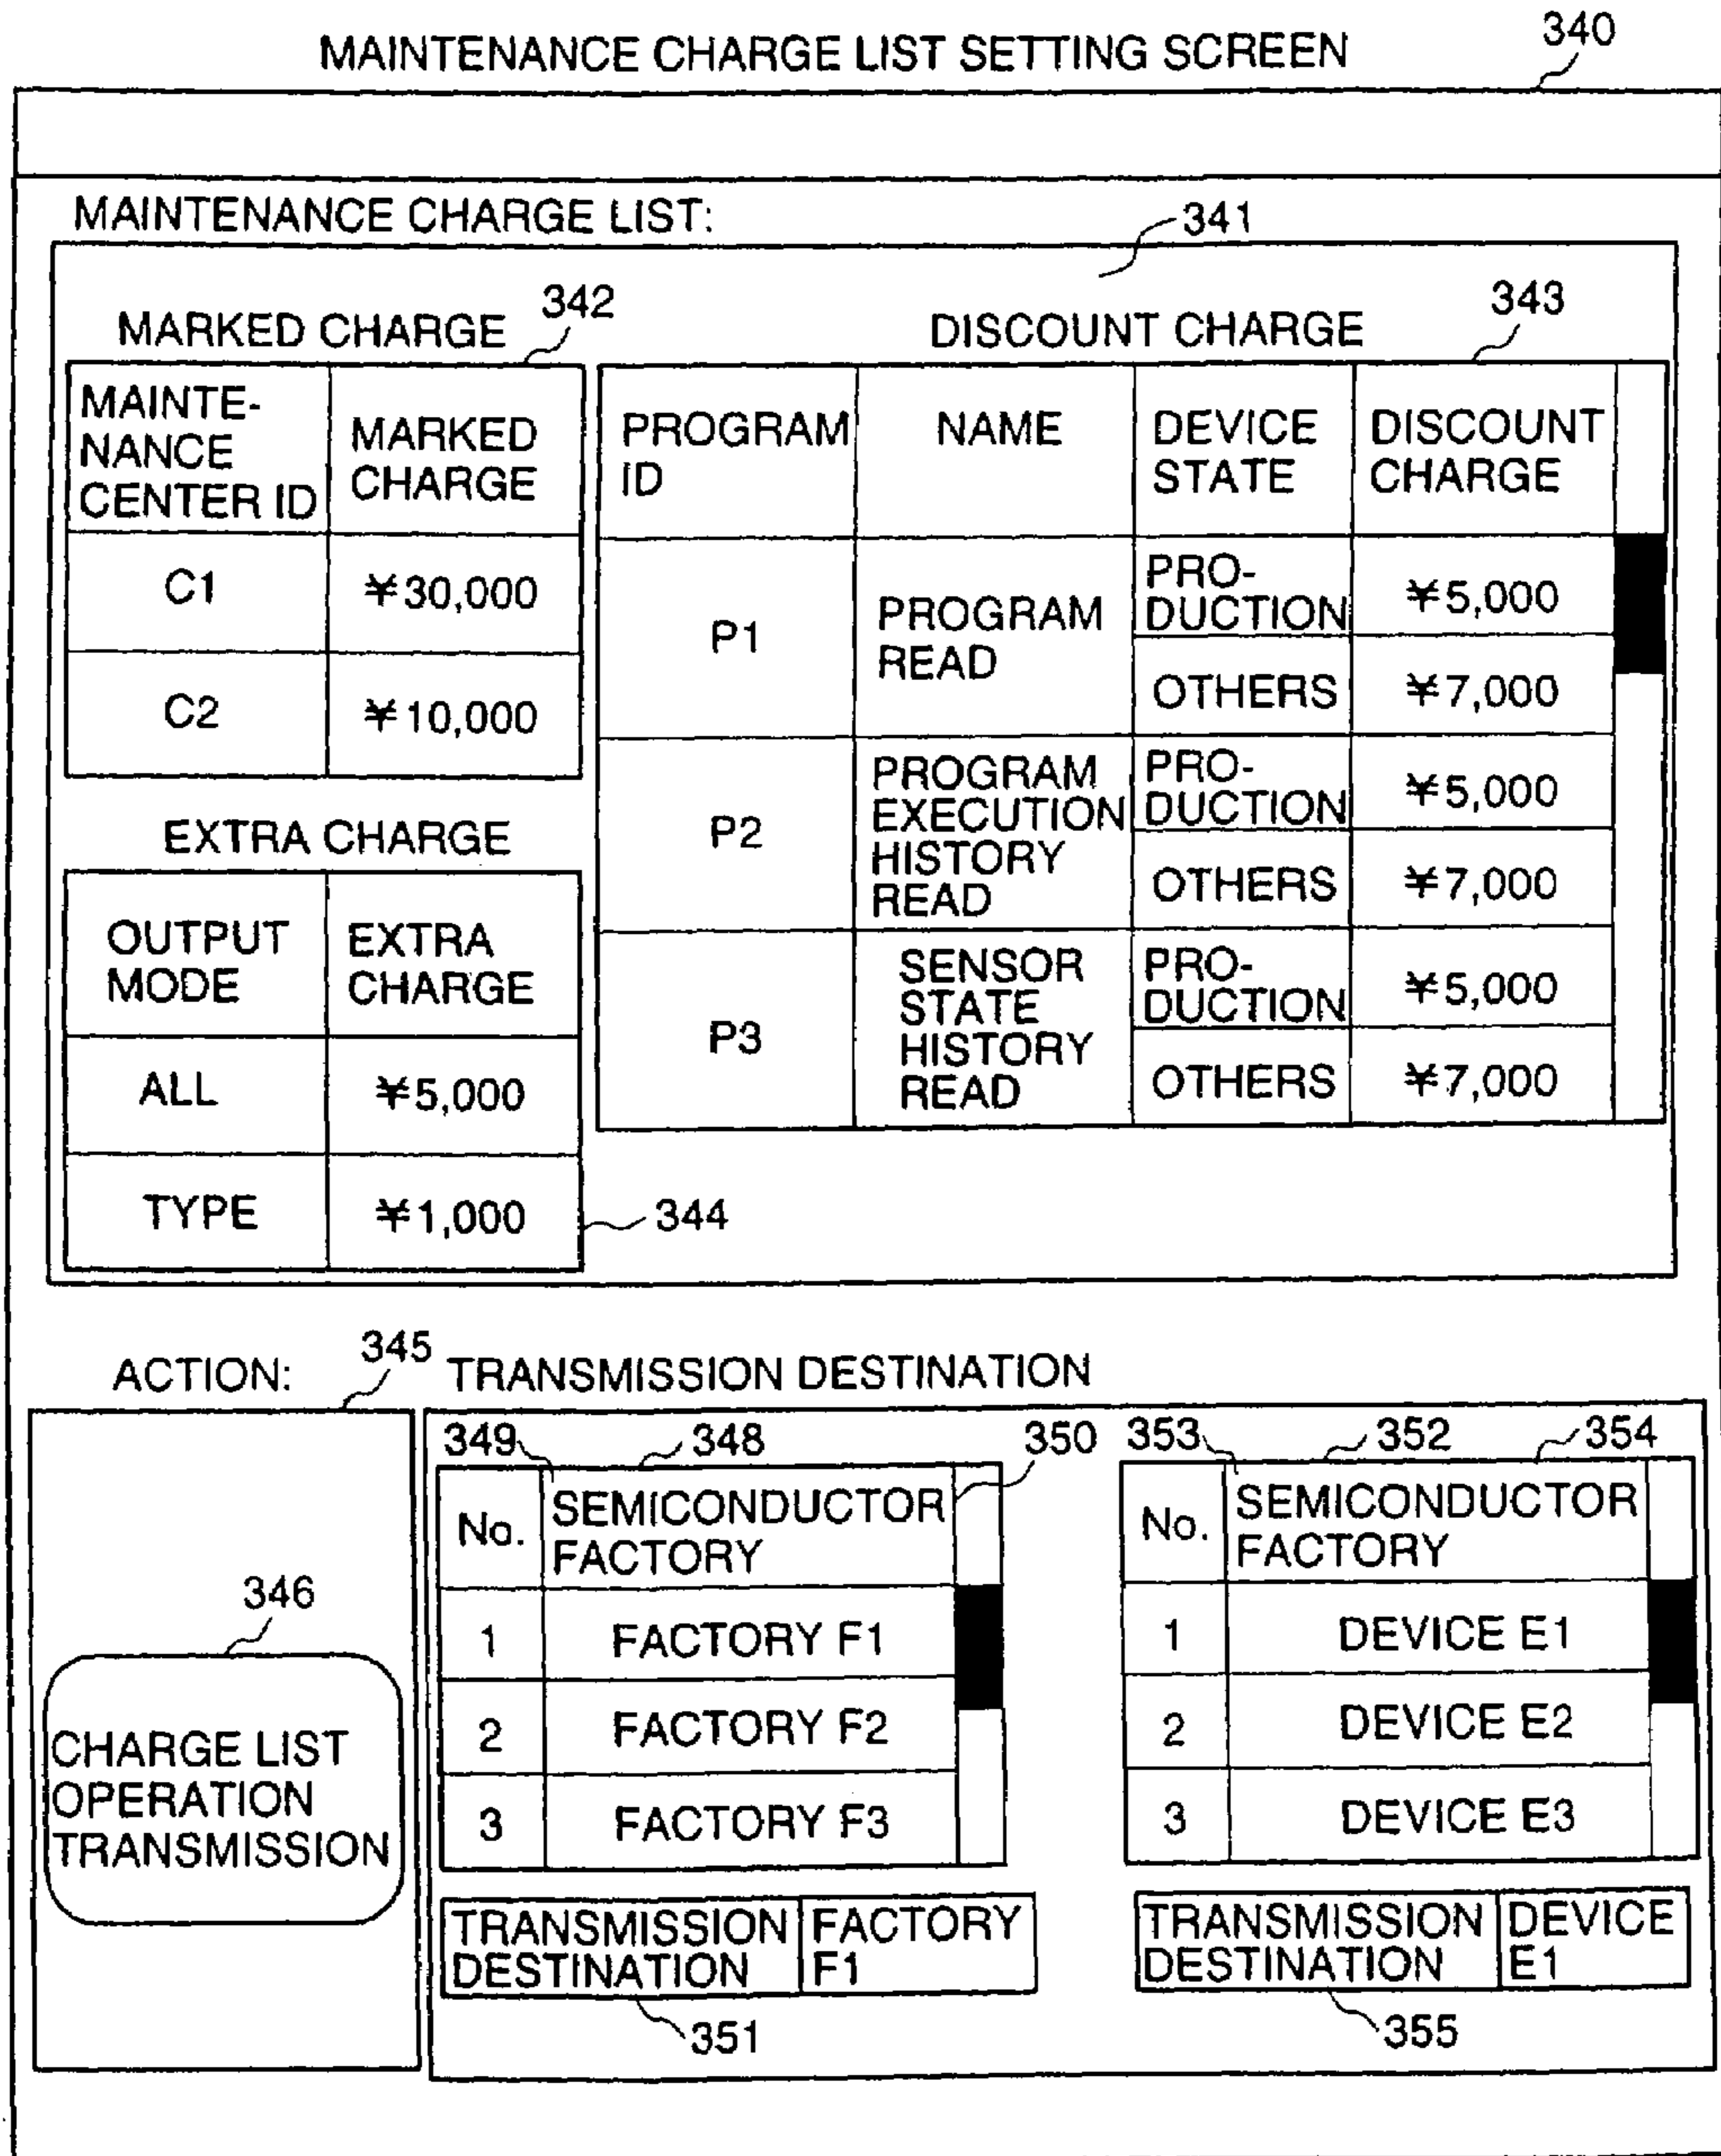 340
MAINTENANCE CHARGE LIST SETTING SCREEN
MAINTENANCE CHARGE LIST:
341
MARKED CHARGE
342
MAINTE-
NANCE
CENTER ID
MARKED
CHARGE
C1
¥30,000
C2
¥10,000
EXTRA CHARGE
OUTPUT
MODE
EXTRA
CHARGE
ALL
¥5,000
TYPE
¥1,000
344
DISCOUNT CHARGE
343
PROGRAM
ID
NAME
DEVICE
STATE
DISCOUNT
CHARGE
P1
PROGRAM
READ
PRO-
DUCTION
¥5,000
OTHERS
¥7,000
P2
PROGRAM
EXECUTION
HISTORY
READ
PRO-
DUCTION
¥5,000
OTHERS
¥7,000
P3
SENSOR
STATE
HISTORY
READ
PRO-
DUCTION
¥5,000
OTHERS
¥7,000
ACTION:
345
346
CHARGE LIST
OPERATION
TRANSMISSION
TRANSMISSION DESTINATION
349
348
350
No.
SEMICONDUCTOR
FACTORY
1
FACTORY F1
2
FACTORY F2
3
FACTORY F3
TRANSMISSION
DESTINATION
FACTORY
F1
351
353
352
354
No.
SEMICONDUCTOR
FACTORY
1
DEVICE E1
2
DEVICE E2
3
DEVICE E3
TRANSMISSION
DESTINATION
DEVICE
E1
355